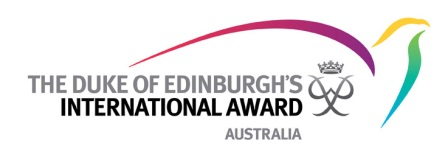 THE DUKE OF EDINBURGH'S
INTERNATIONAL AWARD
AUSTRALIA